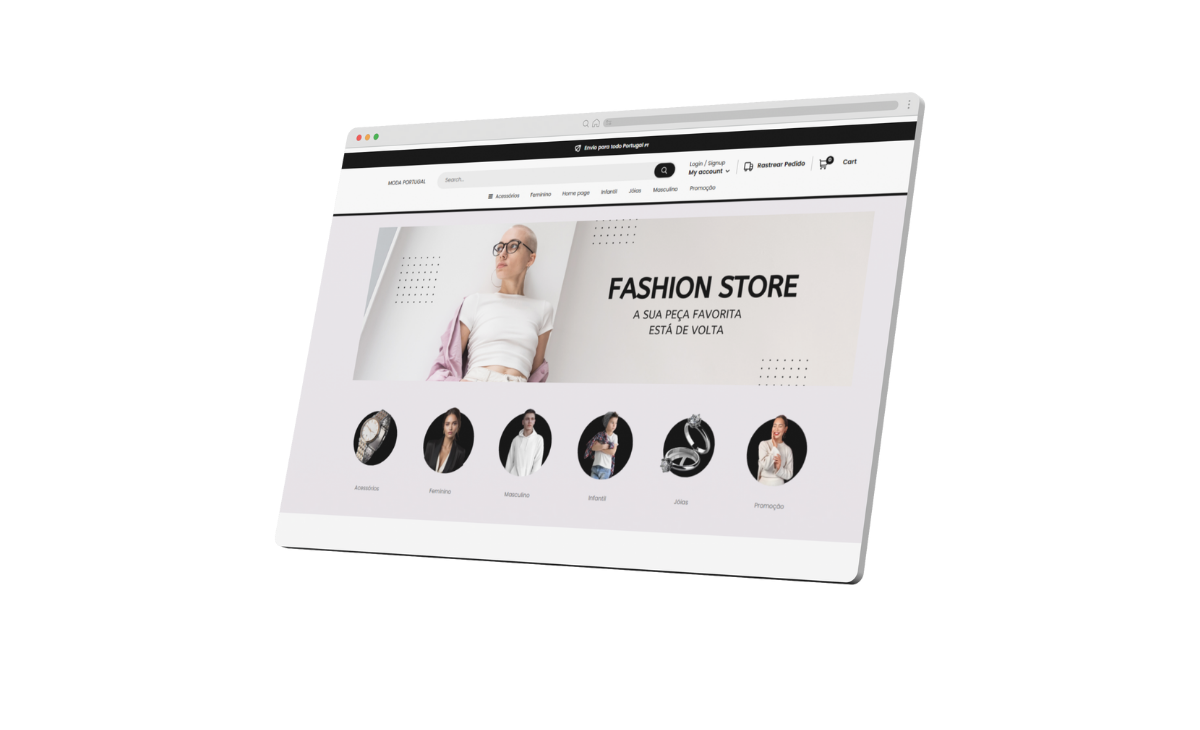 Envio para todo Portugal PT
MODA PORTUGAL
Search...
Login / Signup
My account
Rastrear Pedido
0
Cart
Acessórios Feminino Home page Infantil Jóias Masculino Promoção
FASHION STORE
A SUA PEÇA FAVORITA
ESTÁ DE VOLTA
Acessórios
Feminino
Masculino
Infantil
Jóias
Promoção